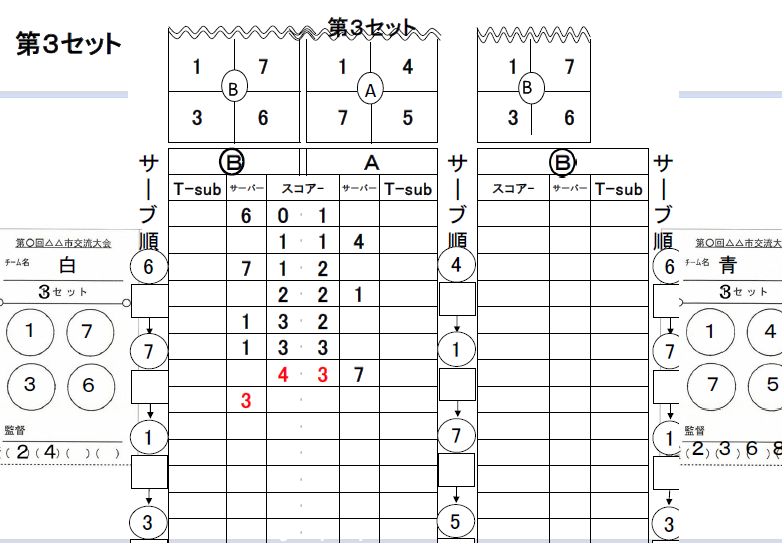 第３セット
第３セット
1 7
B
3 6
1 4
A
7 5
1 7
B
3 6
サーブ順
6
7
1
3
B A
T-sub サーバー スコアー サーバー T-sub
6 0 1
1 1 4
7 1 2
2 2 1
1 3 2
1 3 3
4 3 7
3
サーブ順
4
1
7
5
B
スコアー サーバー T-sub
サーブ順
6
7
1
3
第〇回△△市交流大会
チーム名 白
3セット
1 7
3 6
監督
(2)(4)( )( )
第〇回△△市交流大
チーム名 青
3セット
1 4
7 5
監督
(2)(3)(6)(8